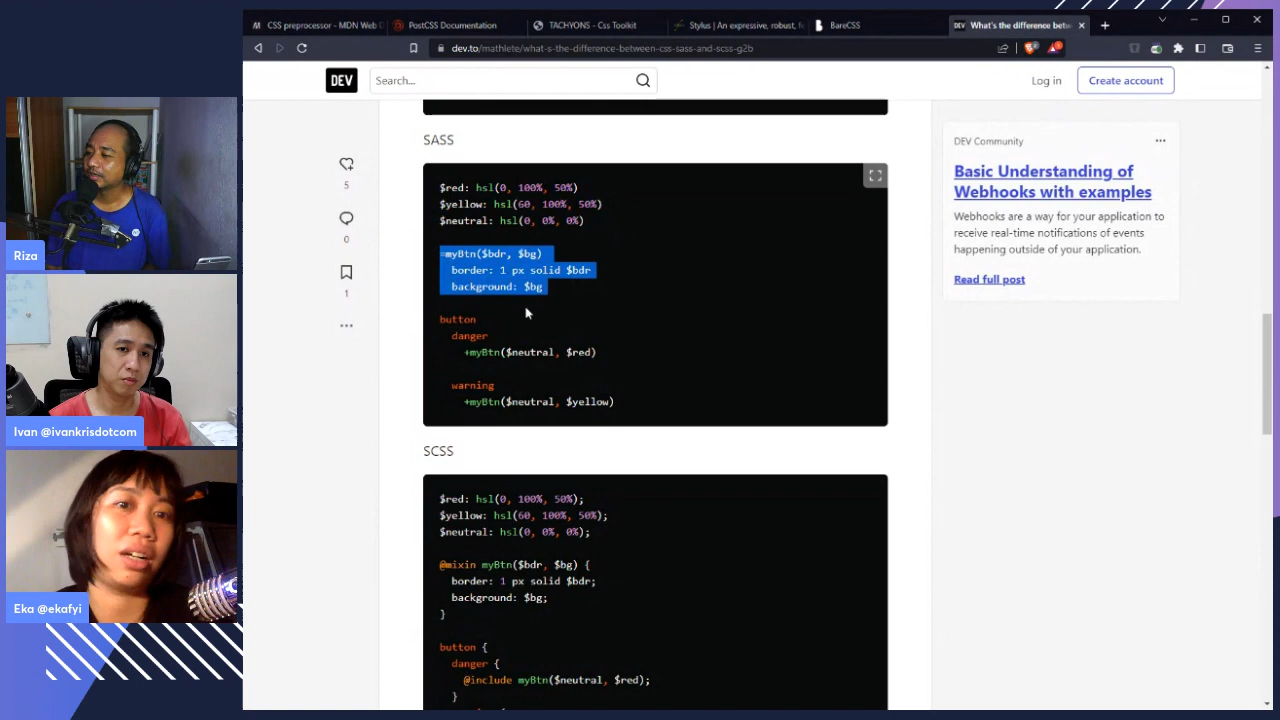 CSS preprocessor - MDN Web D
PostCSS Documentation
TACHYONS - Css Toolkit
Stylus | An expressive, robust, fe
BareCSS
DEV
What's the difference betw
dev.to/mathlete/what-s-the-difference-between-css-sass-and-scss-g2b
DEV
Search...
Log in
Create account
SASS
$red: hsl(0, 100%, 50%)
$yellow: hsl(60, 100%, 50%)
$neutral: hsl(0, 0%, 0%)
=myBtn($bdr, $bg)
border: 1 px solid $bdr
background: $bg
button
danger
+myBtn($neutral, $red)
warning
+myBtn($neutral, $yellow)
SCSS
$red: hsl(0, 100%, 50%);
$yellow: hsl(60, 100%, 50%);
$neutral: hsl(0, 0%, 0%);
@mixin myBtn($bdr, $bg) {
border: 1 px solid $bdr;
background: $bg;
}
button {
danger {
@include myBtn($neutral, $red);
}
5
0
1
DEV Community
Basic Understanding of
Webhooks with examples
Webhooks are a way for your application to
receive real-time notifications of events
happening outside of your application.
Read full post
Riza
Ivan @ivankrisdotcom
Eka @ekafyi